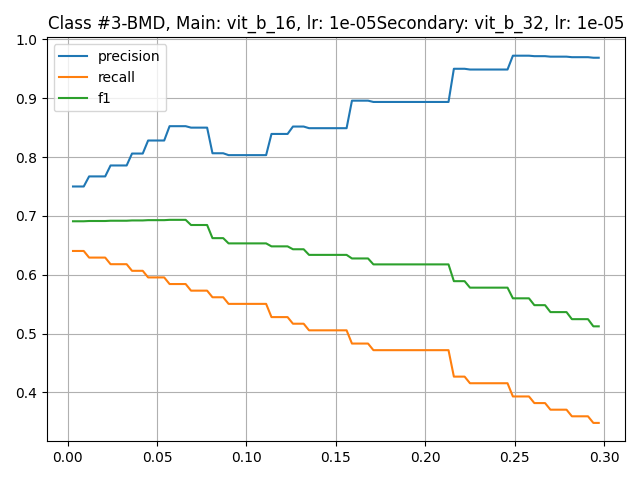 Class #3-BMD, Main: vit_b_16, lr: 1e-05Secondary: vit_b_32, lr: 1e-05
precision
recall
f1
1.0
0.9
0.8
0.7
0.6
0.5
0.4
0.00 0.05 0.10 0.15 0.20 0.25 0.30